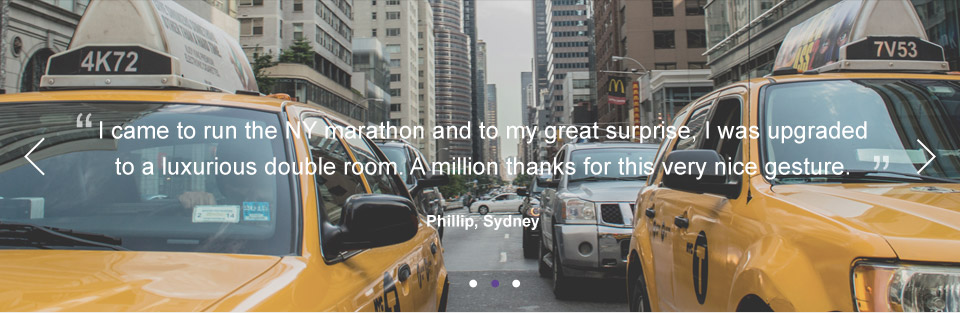 4K72
7V53
“ I came to run the NY marathon and to my great surprise, I was upgraded
to a luxurious double room. A million thanks for this very nice gesture. ”
Phillip, Sydney
T